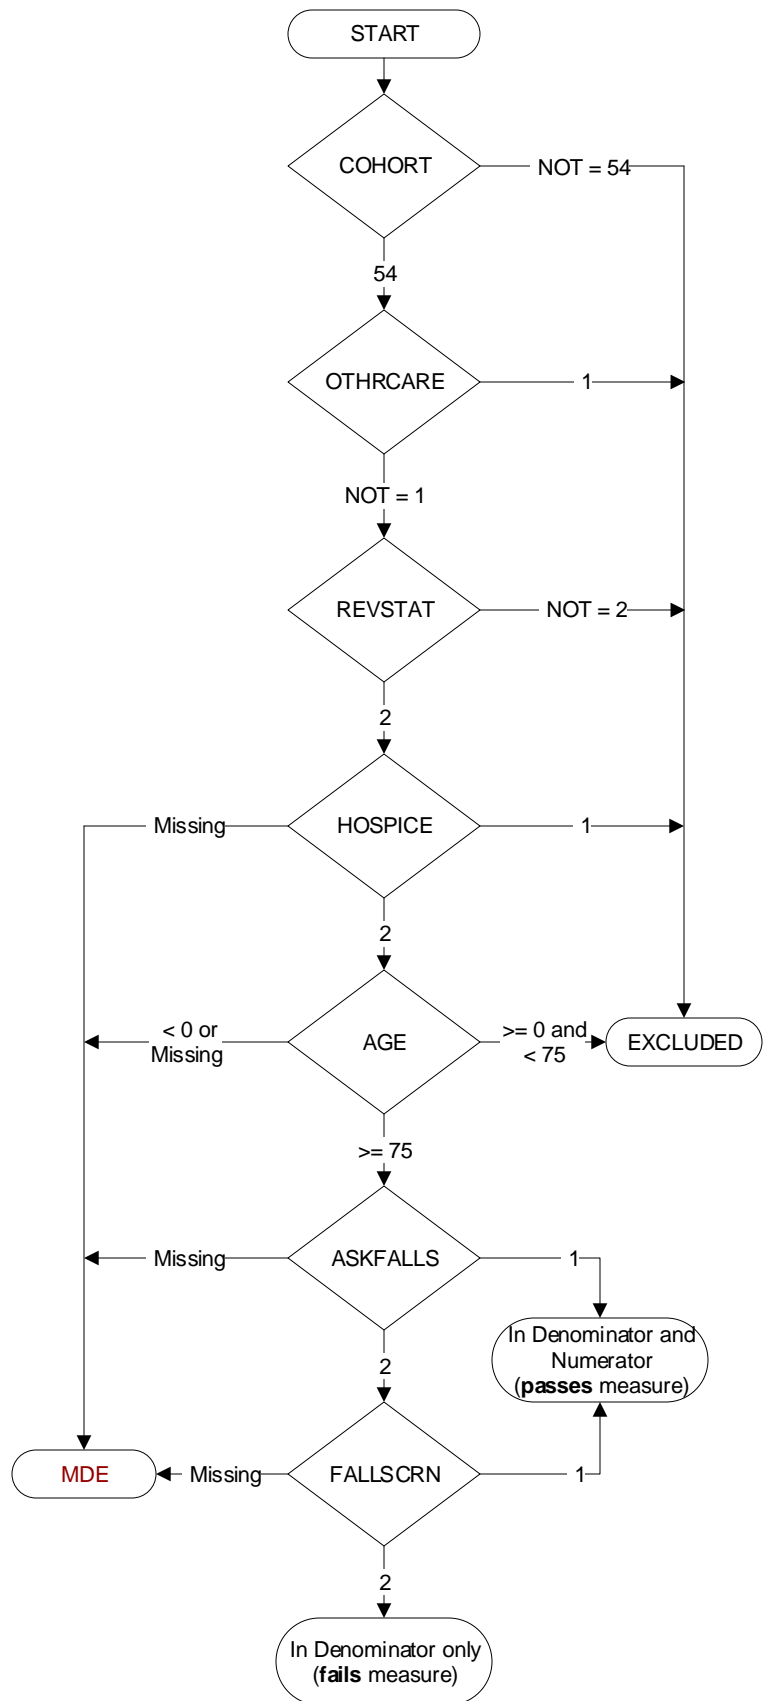 START
COHORT
NOT = 54
54
OTHRCARE
1
NOT = 1
REVSTAT
NOT = 2
2
Missing
HOSPICE
1
2
< 0 or
Missing
AGE
>= 0 and
< 75
EXCLUDED
>= 75
Missing
ASKFALLS
1
In Denominator and
Numerator
(passes measure)
2
MDE
Missing
FALLSCRN
1
2
In Denominator only
(fails measure)